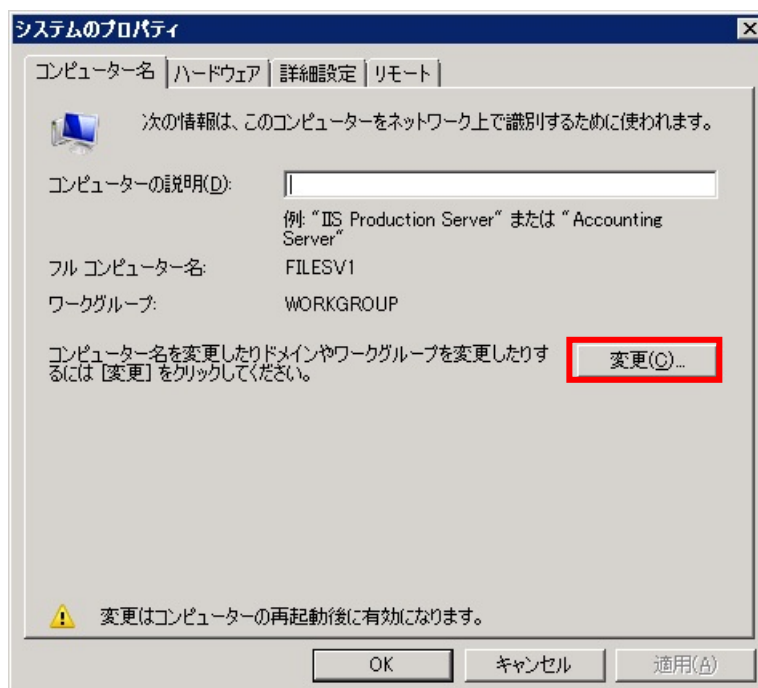 システムのプロパティ
コンピューター名 ハードウェア 詳細設定 リモート
次の情報は、このコンピューターをネットワーク上で識別するために使われます。
コンピューターの説明(D):
例: "IIS Production Server" または "Accounting
Server"
フル コンピューター名: FILESV1
ワークグループ: WORKGROUP
コンピューター名を変更したりドメインやワークグループを変更したりす
るには [変更] をクリックしてください。
変更(C)...
変更はコンピューターの再起動後に有効になります。
OK キャンセル 適用(A)